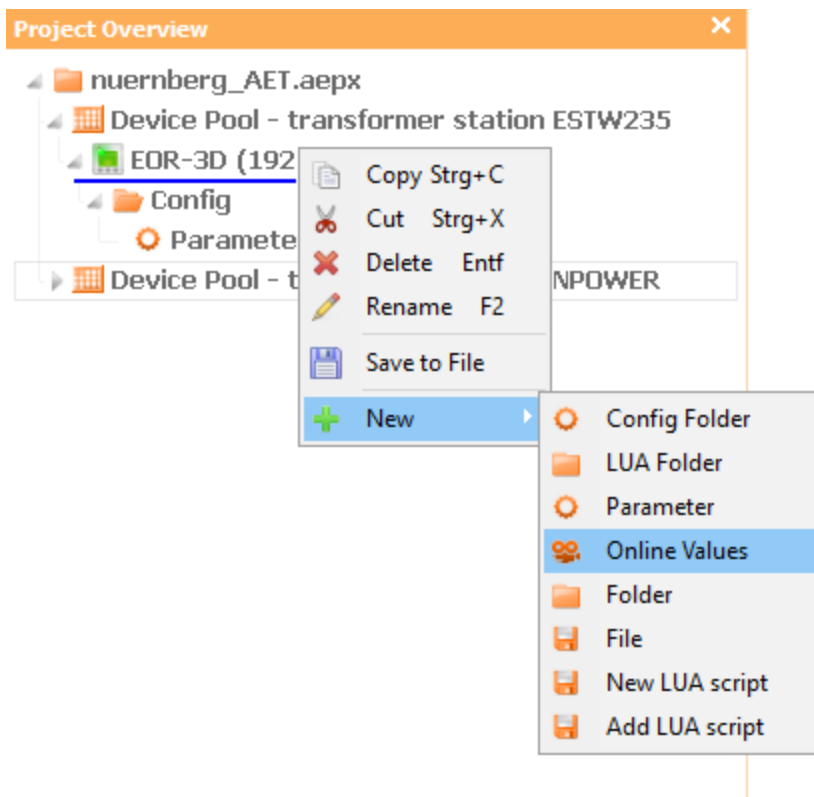 Project Overview
nuernberg_AET.aepx
Device Pool - transformer station ESTW235
EOR-3D (192
Config
Paramete
Device Pool - t NPOWER
Copy Strg+C
Cut Strg+X
Delete Entf
Rename F2
Save to File
New
Config Folder
LUA Folder
Parameter
Online Values
Folder
File
New LUA script
Add LUA script